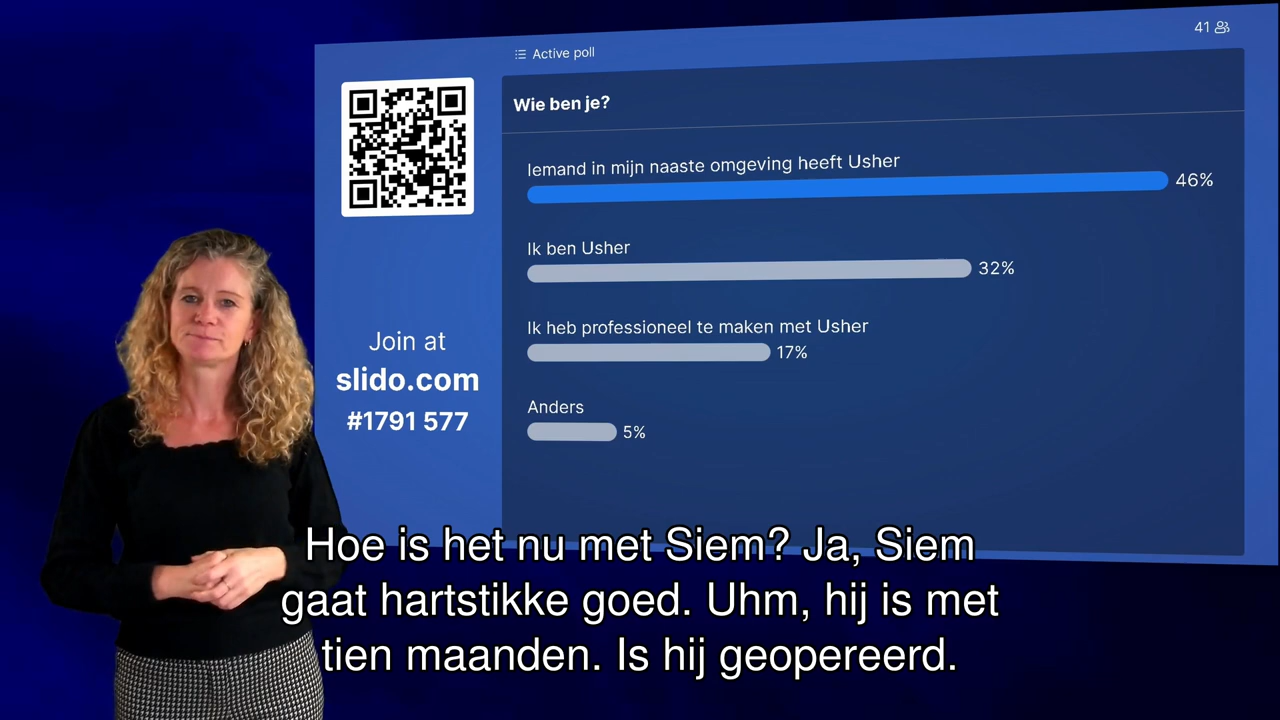 41
Active poll
Wie ben je?
Iemand in mijn naaste omgeving heeft Usher
46%
Ik ben Usher
32%
Ik heb professioneel te maken met Usher
17%
Anders
5%
Join at
slido.com
#1791 577
Hoe is het nu met Siem? Ja, Siem
gaat hartstikke goed. Uhm, hij is met
tien maanden. Is hij geopereerd.